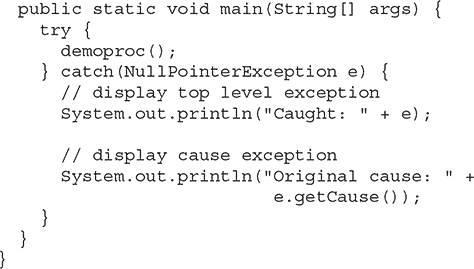 public static void main(String[] args) {
try {
demoproc();
} catch(NullPointerException e) {
// display top level exception
System.out.println("Caught: " + e);
// display cause exception
System.out.println("Original cause: " +
e.getCause());
}
}
}